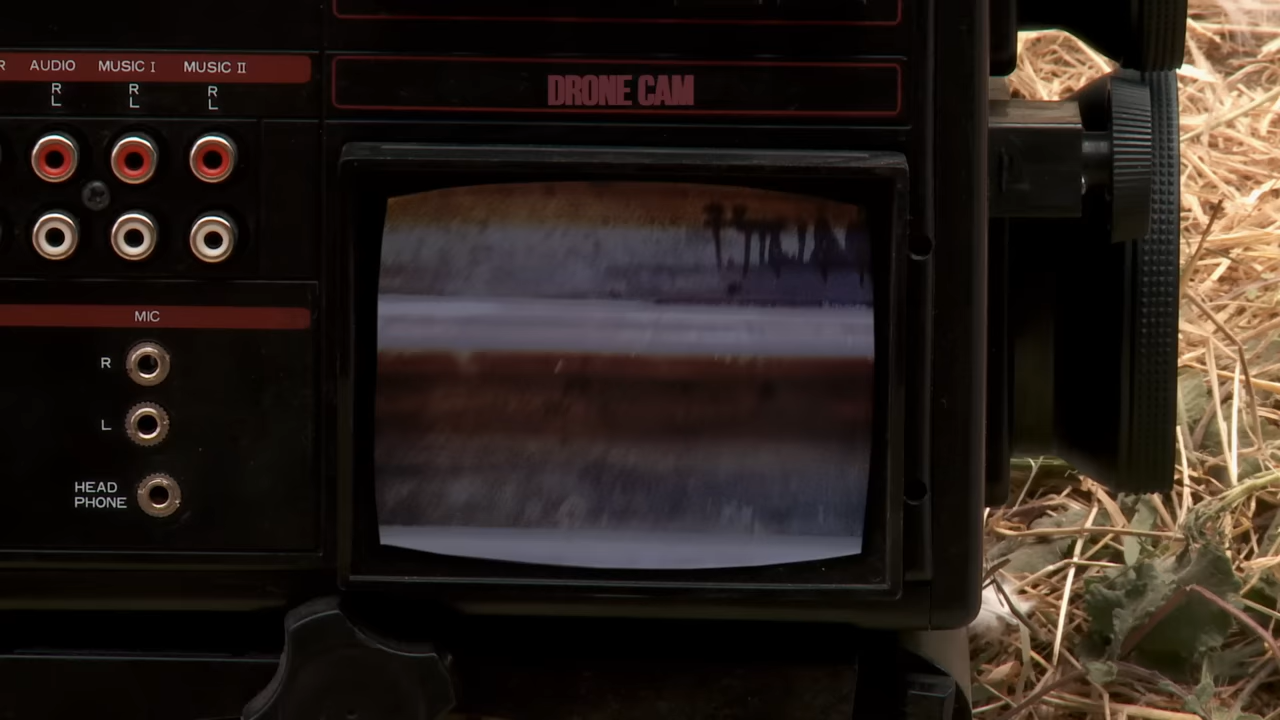 R AUDIO MUSIC I MUSIC II
R R R
L L L
DRONE CAM
MIC
R
L
HEAD
PHONE